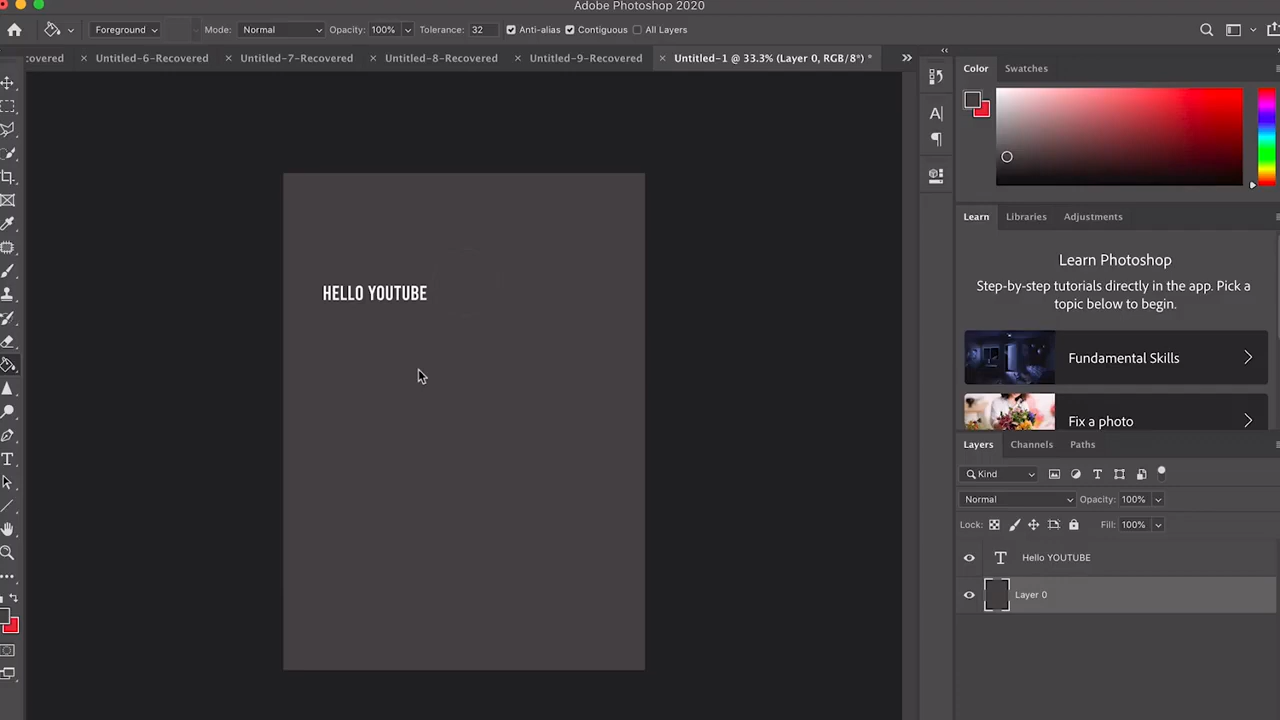 Adobe Photoshop 2020
Foreground Mode: Normal Opacity: 100% Tolerance: 32 Anti-alias Contiguous All Layers
covered × Untitled-6-Recovered × Untitled-7-Recovered × Untitled-8-Recovered × Untitled-9-Recovered × Untitled-1 @ 33.3% (Layer 0, RGB/8*) * »
Color Swatches
HELLO YOUTUBE
Learn Libraries Adjustments
Learn Photoshop
Step-by-step tutorials directly in the app. Pick a
topic below to begin.
Fundamental Skills
Fix a photo
Layers Channels Paths
Kind
Normal Opacity: 100%
Lock: Fill: 100%
Hello YOUTUBE
Layer 0